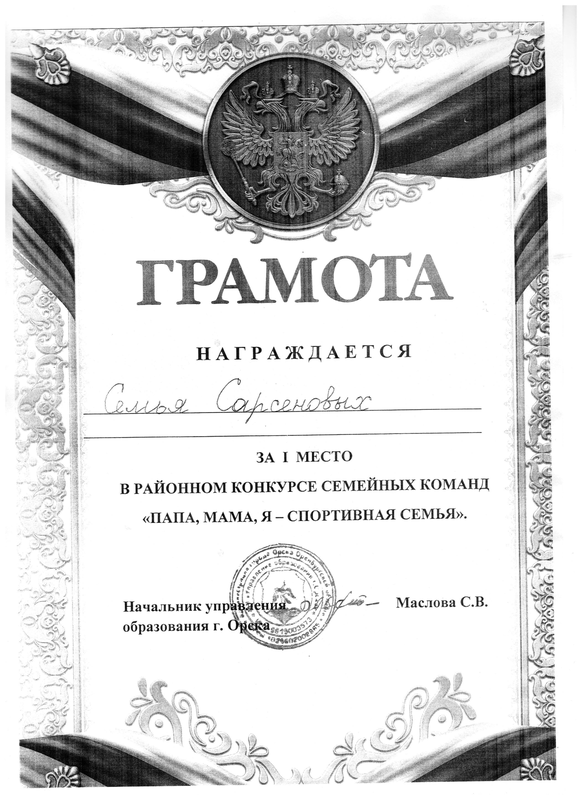 ГРАМОТА
НАГРАЖДАЕТСЯ
Семья Сарсеновых
ЗА I МЕСТО
В РАЙОННОМ КОНКУРСЕ СЕМЕЙНЫХ КОМАНД
«ПАПА, МАМА, Я – СПОРТИВНАЯ СЕМЬЯ».
Начальник управления Маслова С.В.
образования г. Орска